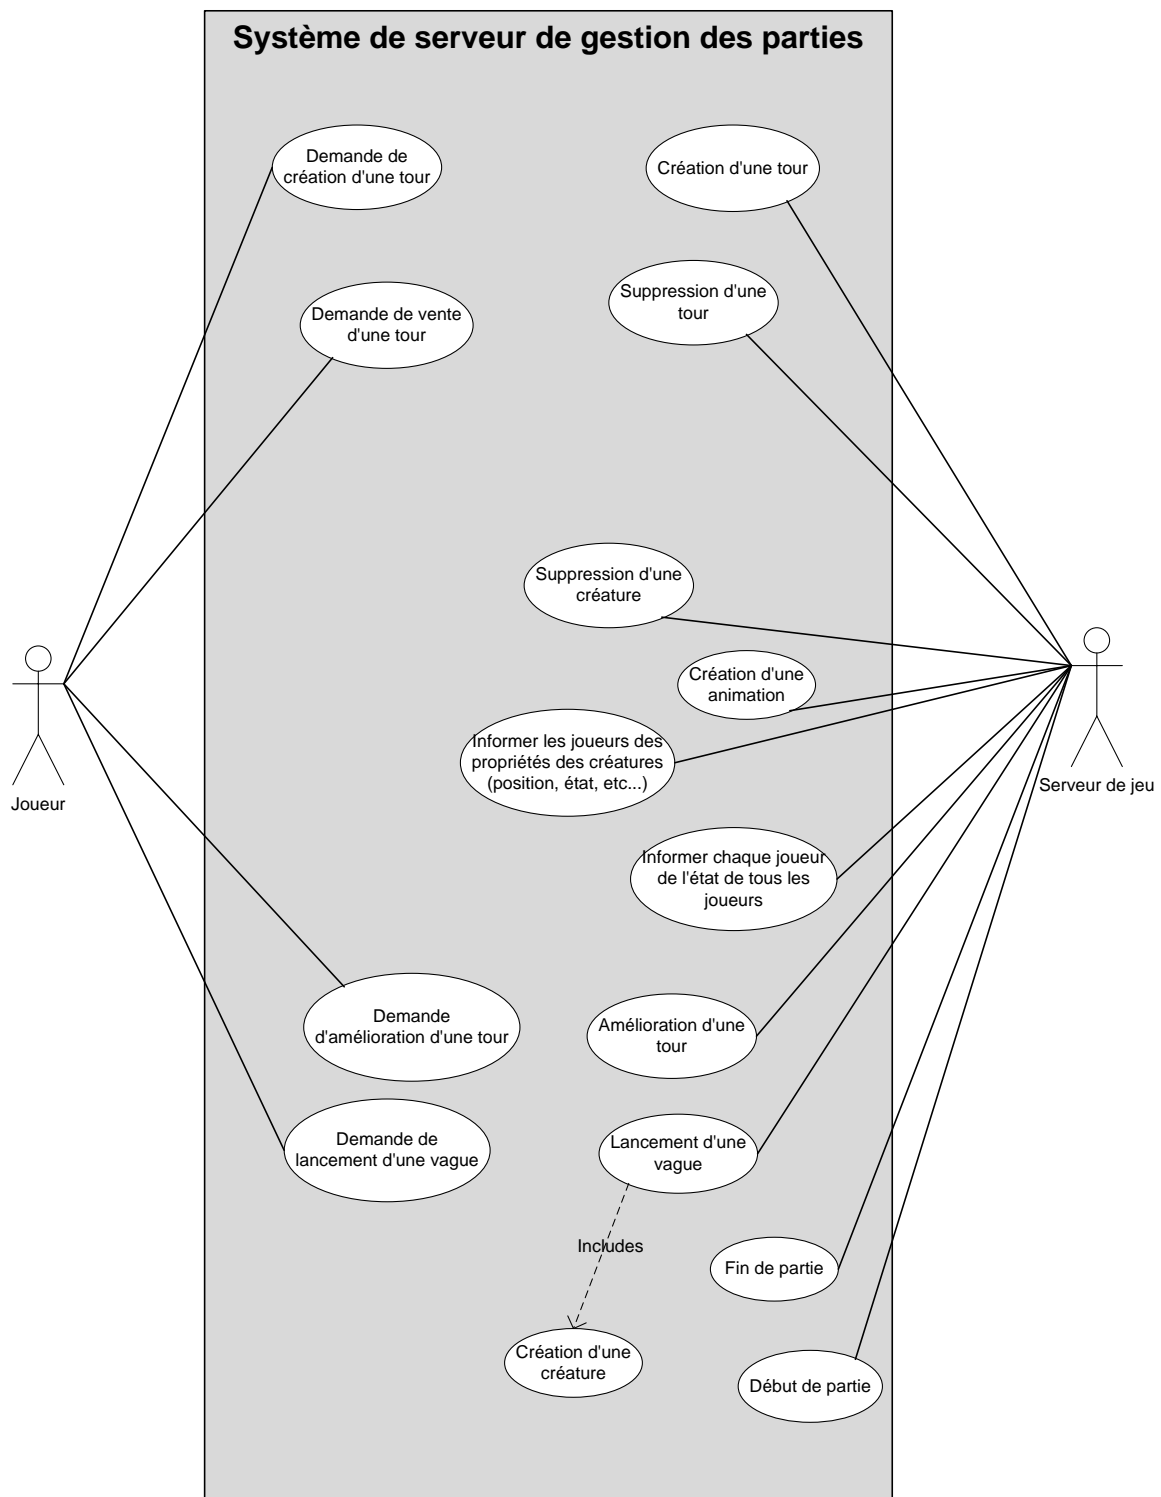 Système de serveur de gestion des parties
Demande de
création d'une tour
Création d'une tour
Demande de vente
d'une tour
Suppression d'une
tour
Suppression d'une
créature
Création d'une
animation
Informer les joueurs des
propriétés des créatures
(position, état, etc...)
Joueur
Serveur de jeu
Informer chaque joueur
de l'état de tous les
joueurs
Demande
d'amélioration d'une tour
Amélioration d'une
tour
Demande de
lancement d'une vague
Lancement d'une
vague
Includes
Fin de partie
Création d'une
créature
Début de partie